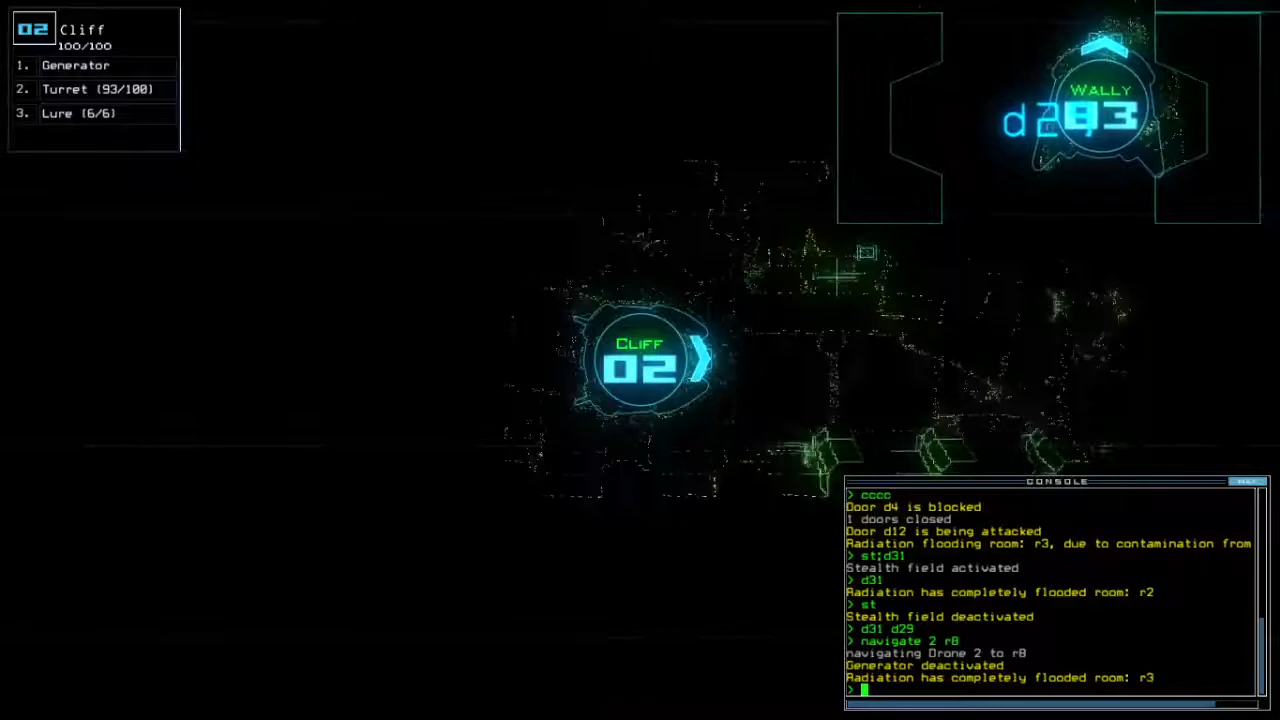 02 Cliff
100/100
1. Generator
2. Turret (93/100)
3. Lure (6/6)
WALLY
CLIFF
02
CONSOLE
> cccc
Door d4 is blocked
1 doors closed
Door d12 is being attacked
Radiation flooding room: r3, due to contamination from
> st;d31
Stealth field activated
> d31
Radiation has completely flooded room: r2
> st
Stealth field deactivated
> d31 d29
> navigate 2 r8
navigating Drone 2 to r8
Generator deactivated
Radiation has completely flooded room: r3
>